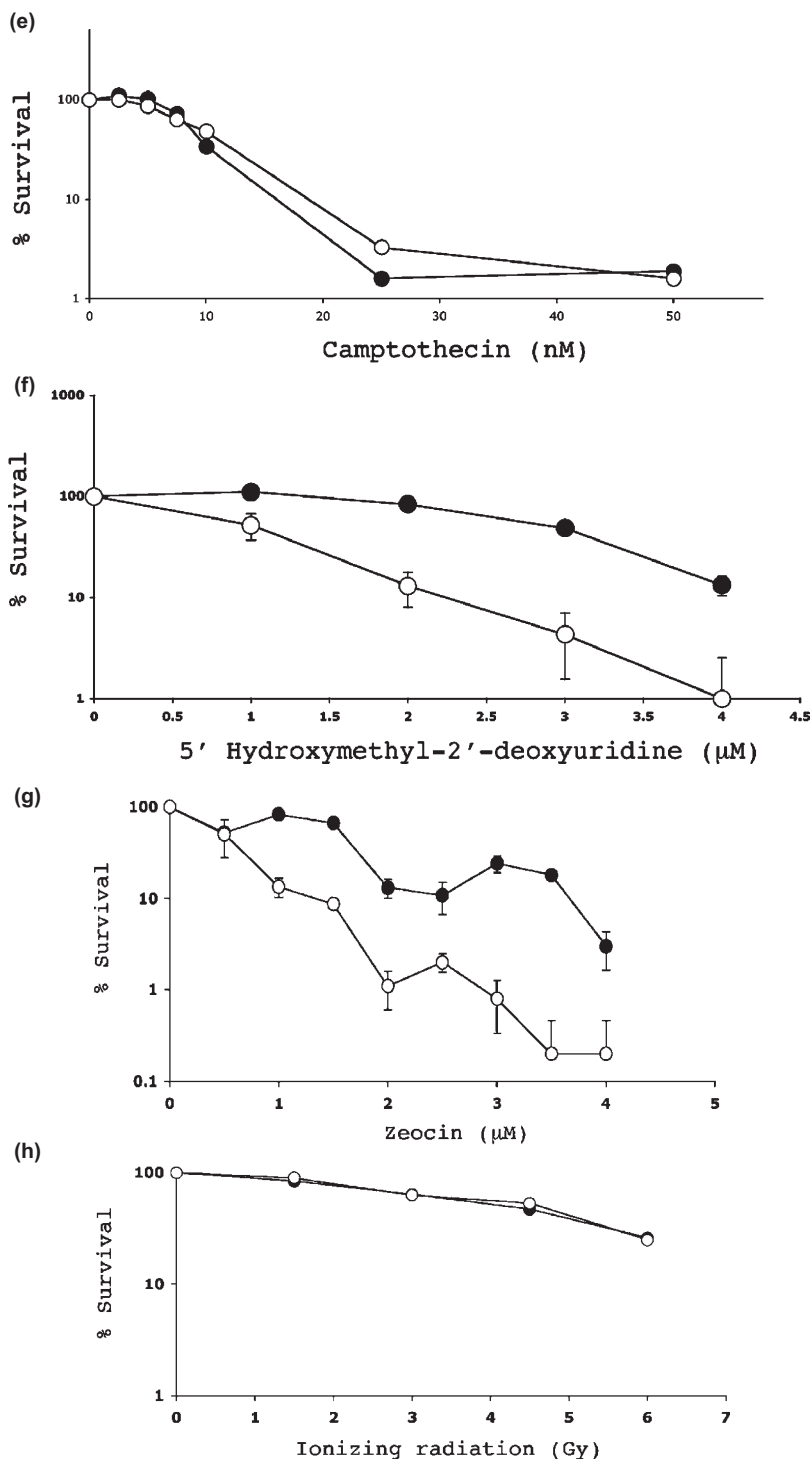 (e)
% Survival
100
10
1
0 10 20 30 40 50
Camptothecin (nM)
(f)
% Survival
1000
100
10
1
0 0.5 1 1.5 2 2.5 3 3.5 4 4.5
5′ Hydroxymethyl-2′-deoxyuridine (µM)
(g)
% Survival
100
10
1
0.1
0 1 2 3 4 5
Zeocin (µM)
(h)
% Survival
100
10
1
0 1 2 3 4 5 6 7
Ionizing radiation (Gy)